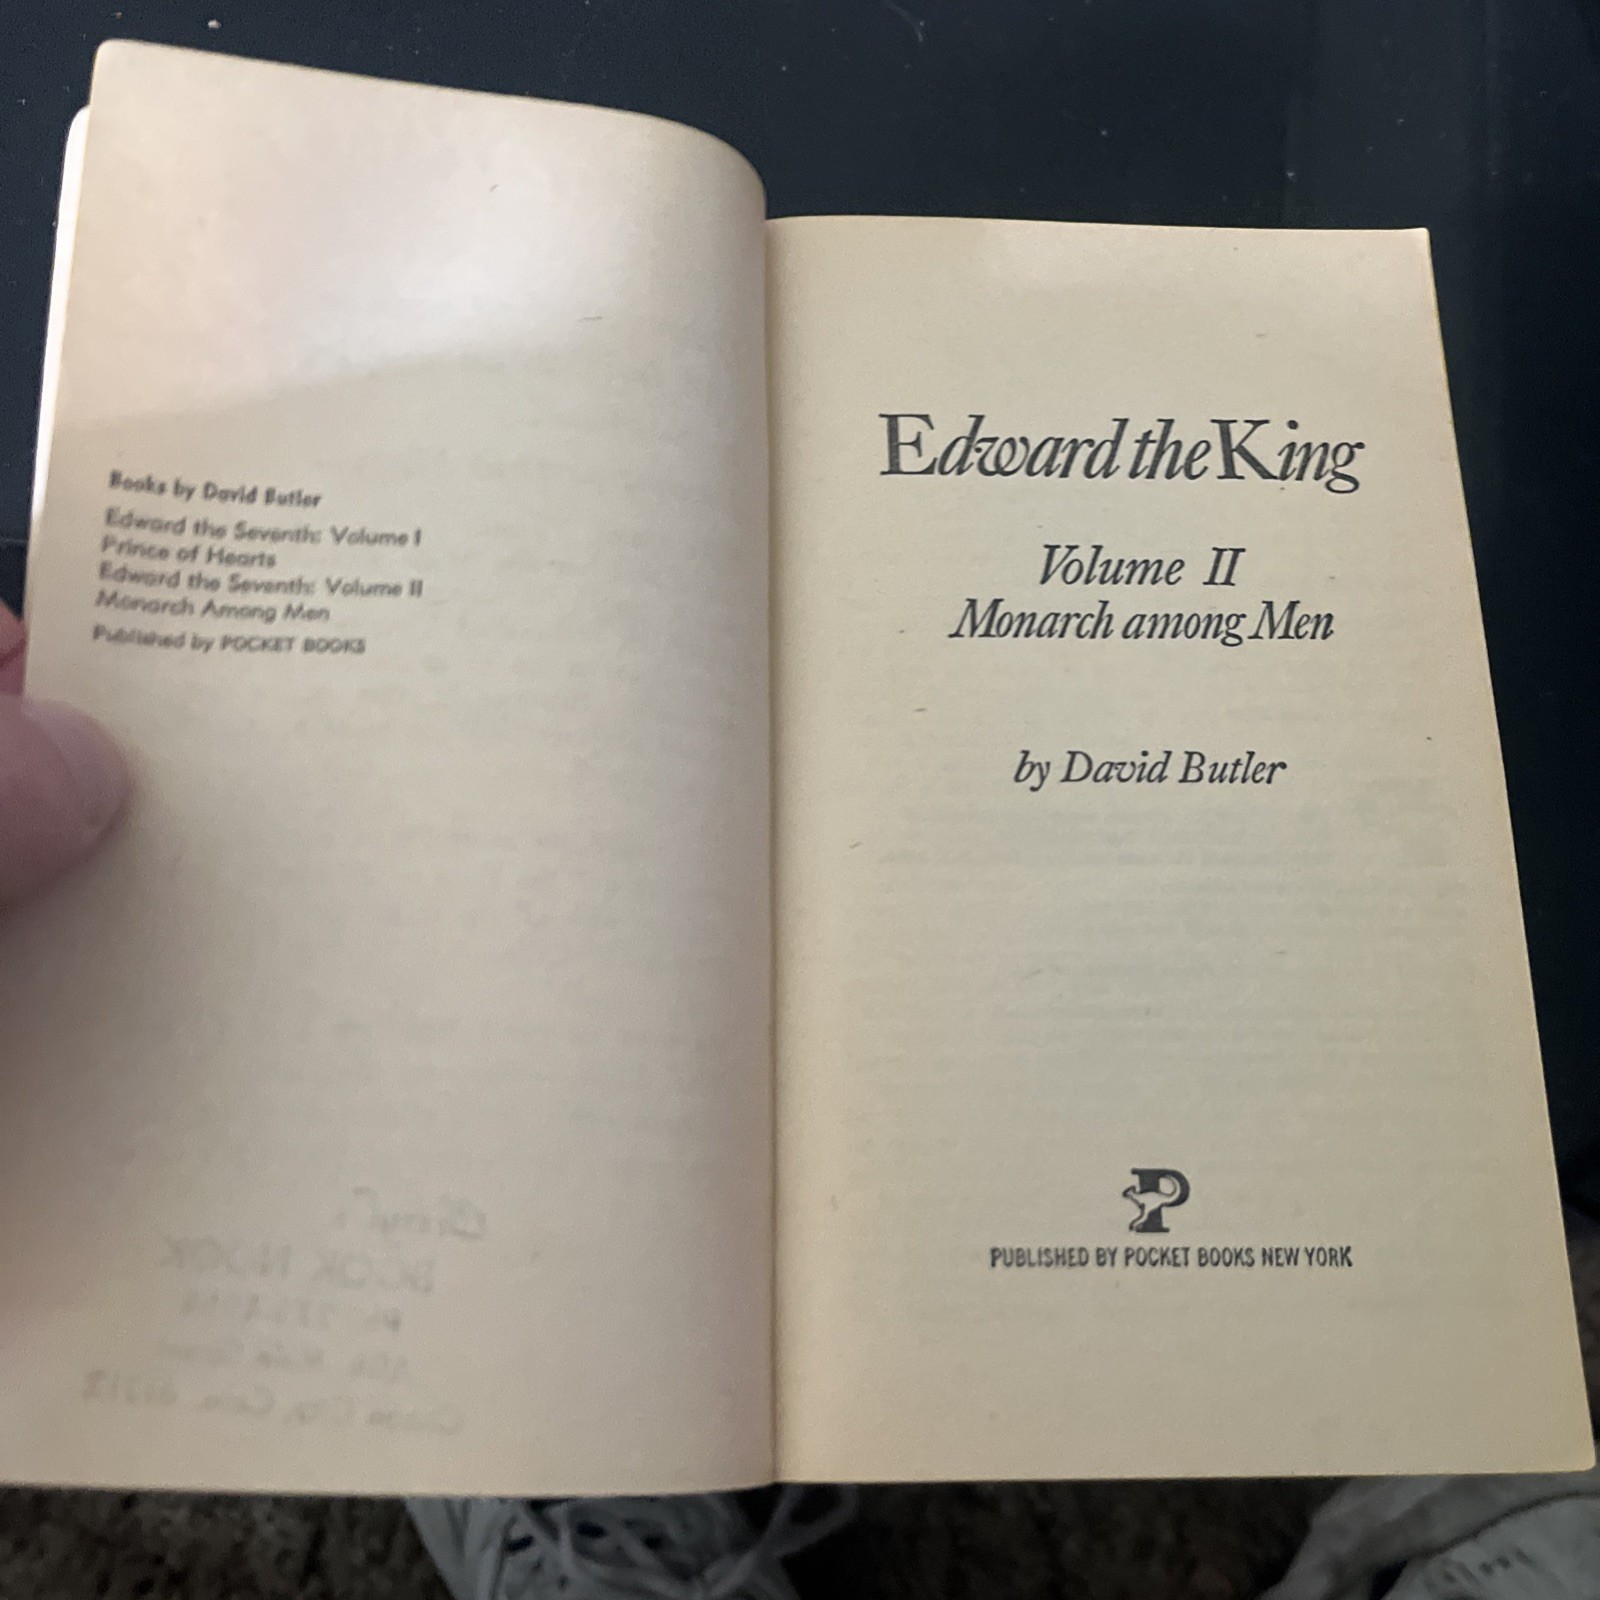 Books by David Butler
Edward the Seventh: Volume I
Prince of Hearts
Edward the Seventh: Volume II
Monarch Among Men
Published by POCKET BOOKS
BOOK NOOK
Edward the King
Volume II
Monarch among Men
by David Butler
P
PUBLISHED BY POCKET BOOKS NEW YORK